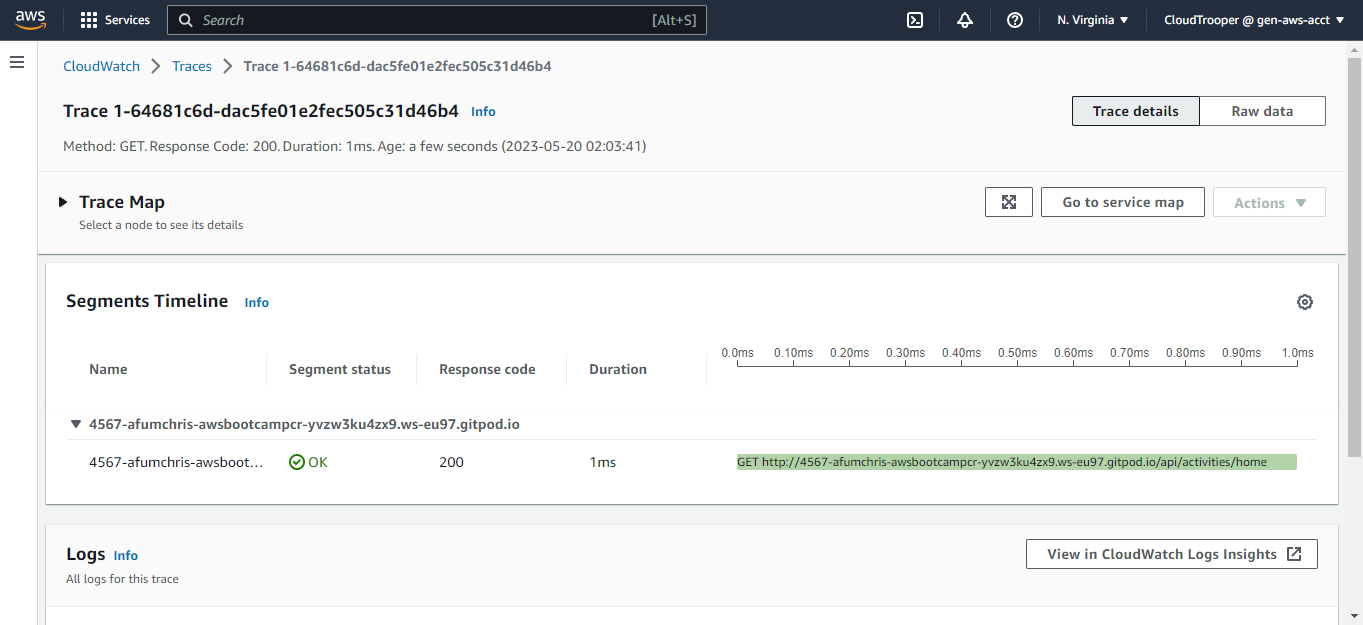 aws Services Search [Alt+S] N. Virginia CloudTrooper @ gen-aws-acct
CloudWatch Traces Trace 1-64681c6d-dac5fe01e2fec505c31d46b4
Trace 1-64681c6d-dac5fe01e2fec505c31d46b4 Info Trace details Raw data
Method: GET. Response Code: 200. Duration: 1ms. Age: a few seconds (2023-05-20 02:03:41)
Trace Map Go to service map Actions
Select a node to see its details
Segments Timeline Info
0.0ms 0.10ms 0.20ms 0.30ms 0.40ms 0.50ms 0.60ms 0.70ms 0.80ms 0.90ms 1.0ms
Name Segment status Response code Duration
4567-afumchris-awsbootcampcr-yvzw3ku4zx9.ws-eu97.gitpod.io
4567-afumchris-awsboot... OK 200 1ms GET http://4567-afumchris-awsbootcampcr-yvzw3ku4zx9.ws-eu97.gitpod.io/api/activities/home
Logs Info View in CloudWatch Logs Insights
All logs for this trace